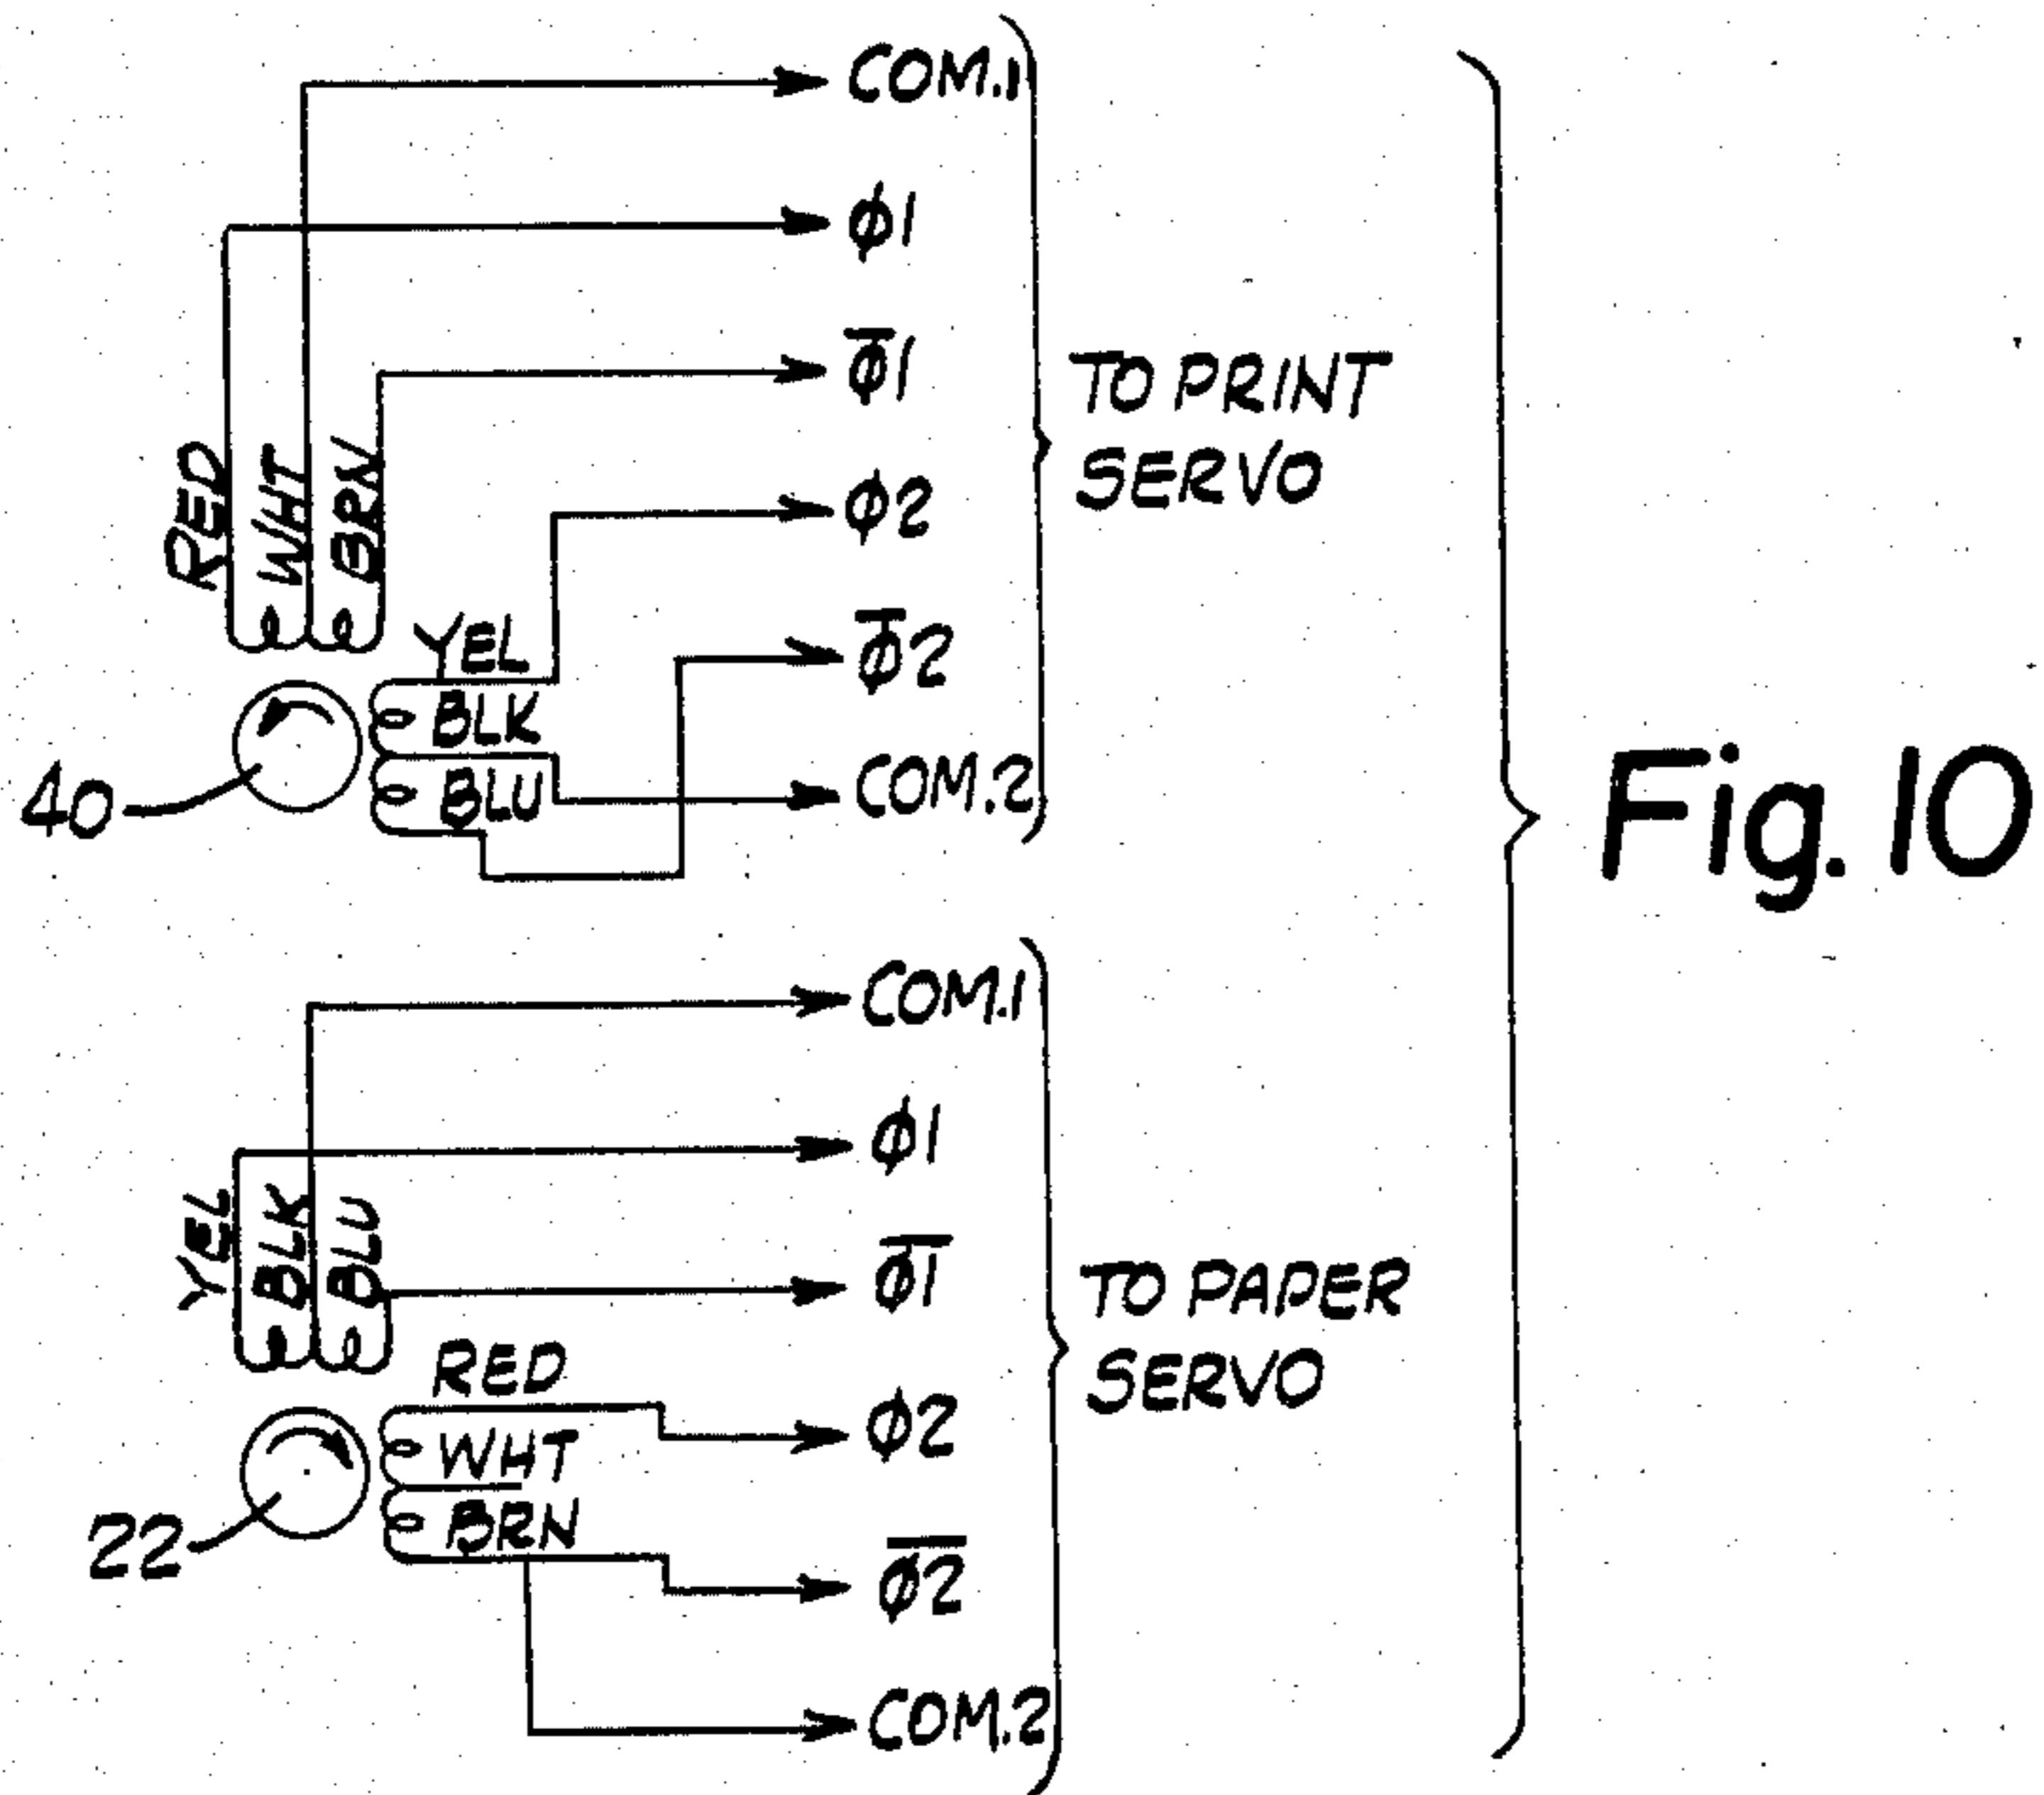 COM.1
φ1
φ̅1
RED
WHT
BRN
TO PRINT
SERVO
φ2
φ̅2
YEL
BLK
BLU
COM.2
40
Fig. 10
COM.1
φ1
φ̅1̅
YEL
BLK
BLU
TO PAPER
SERVO
RED
φ2
WHT
BRN
22
φ̅2̅
COM.2